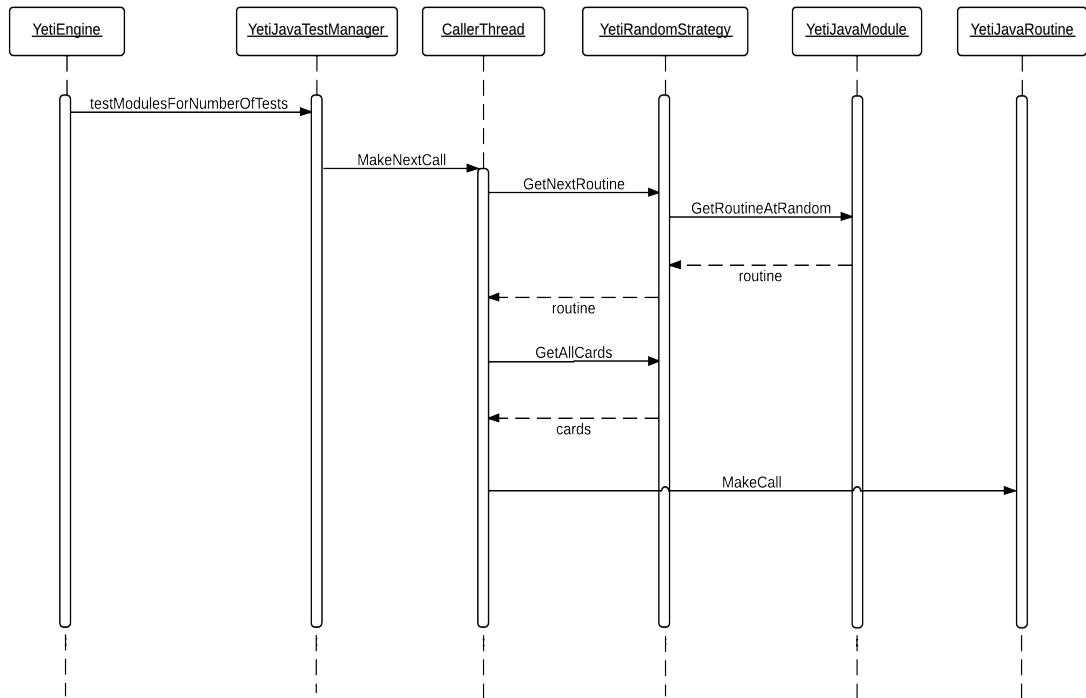 YetiEngine
YetiJavaTestManager
CallerThread
YetiRandomStrategy
YetiJavaModule
YetiJavaRoutine
testModulesForNumberOfTests
MakeNextCall
GetNextRoutine
GetRoutineAtRandom
routine
routine
GetAllCards
cards
MakeCall